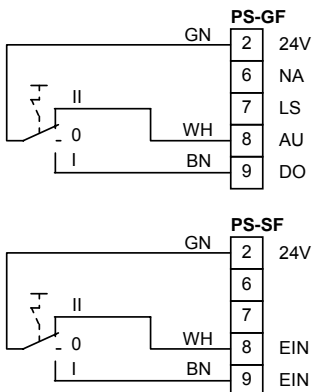 PS-GF
GN 2 24V
6 NA
II 7 LS
0 WH 8 AU
I BN 9 DO
PS-SF
GN 2 24V
6
II 7
0 WH 8 EIN
I BN 9 EIN